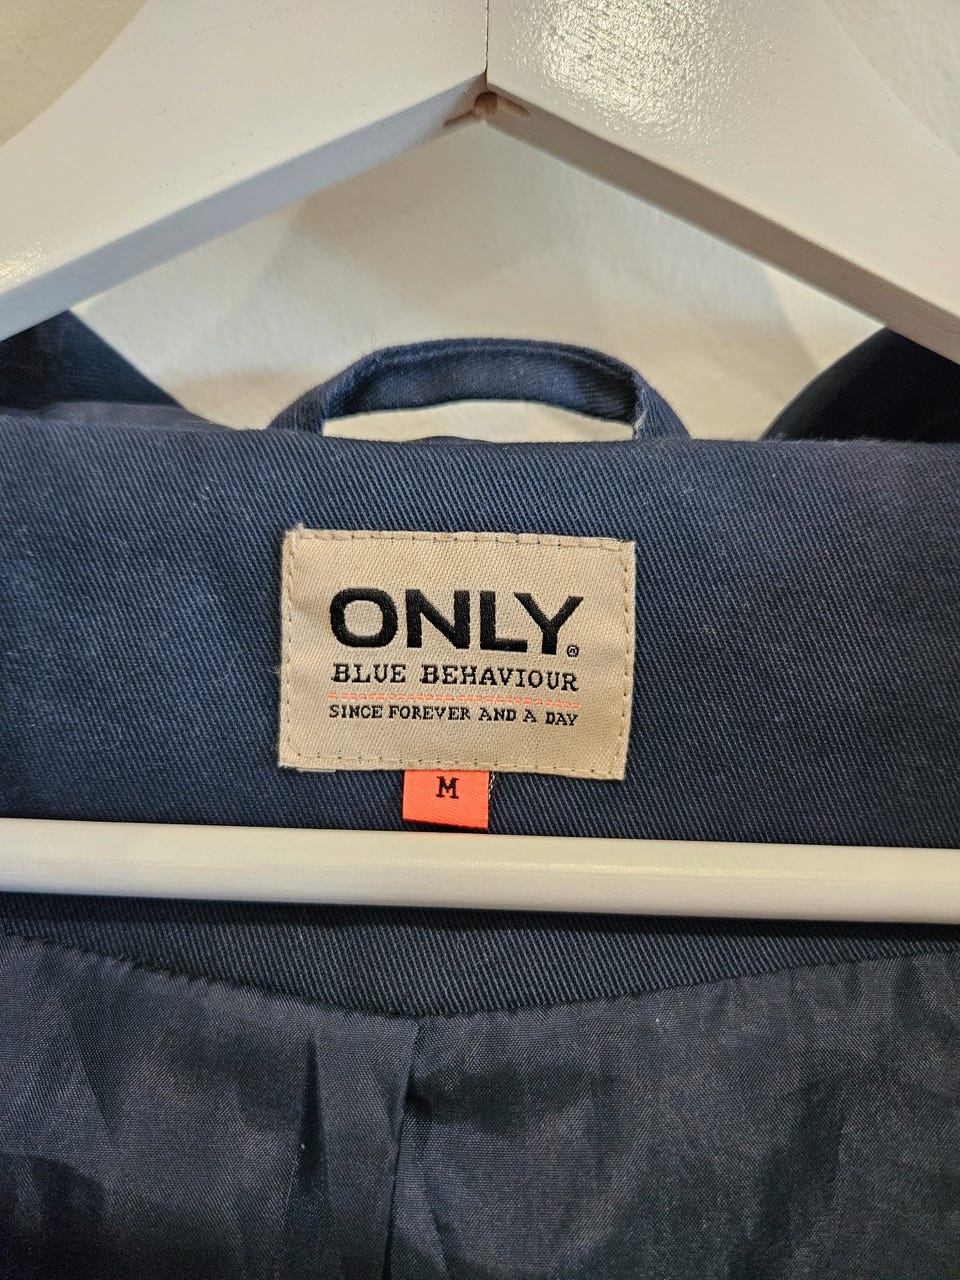 ONLY®
BLUE BEHAVIOUR
SINCE FOREVER AND A DAY
M